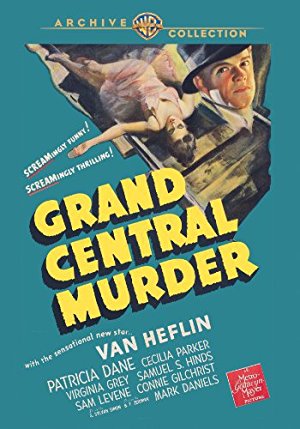 ARCHIVE WB COLLECTION
SCREAMingly funny!
SCREAMingly thrilling!
GRAND
CENTRAL
MURDER
with the sensational new star..
VAN HEFLIN
PATRICIA DANE CECILIA PARKER
VIRGINIA GREY SAMUEL S. HINDS
SAM LEVENE CONNIE GILCHRIST
MARK DANIELS
A
Metro
Goldwyn
Mayer
PICTURE